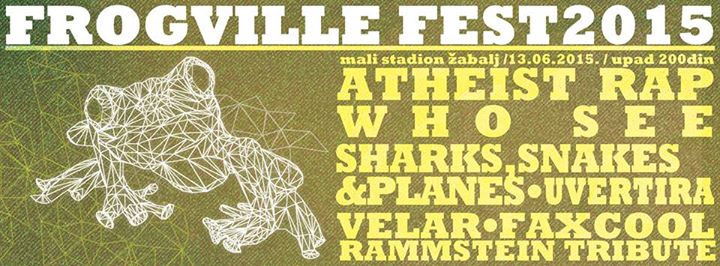 FROGVILLE FEST2015
mali stadion žabalj /13.06.2015. / upad 200din
ATHEIST RAP
WHO SEE
SHARKS,SNAKES
&PLANES•UVERTIRA
VELAR•FAXCOOL
RAMMSTEIN TRIBUTE